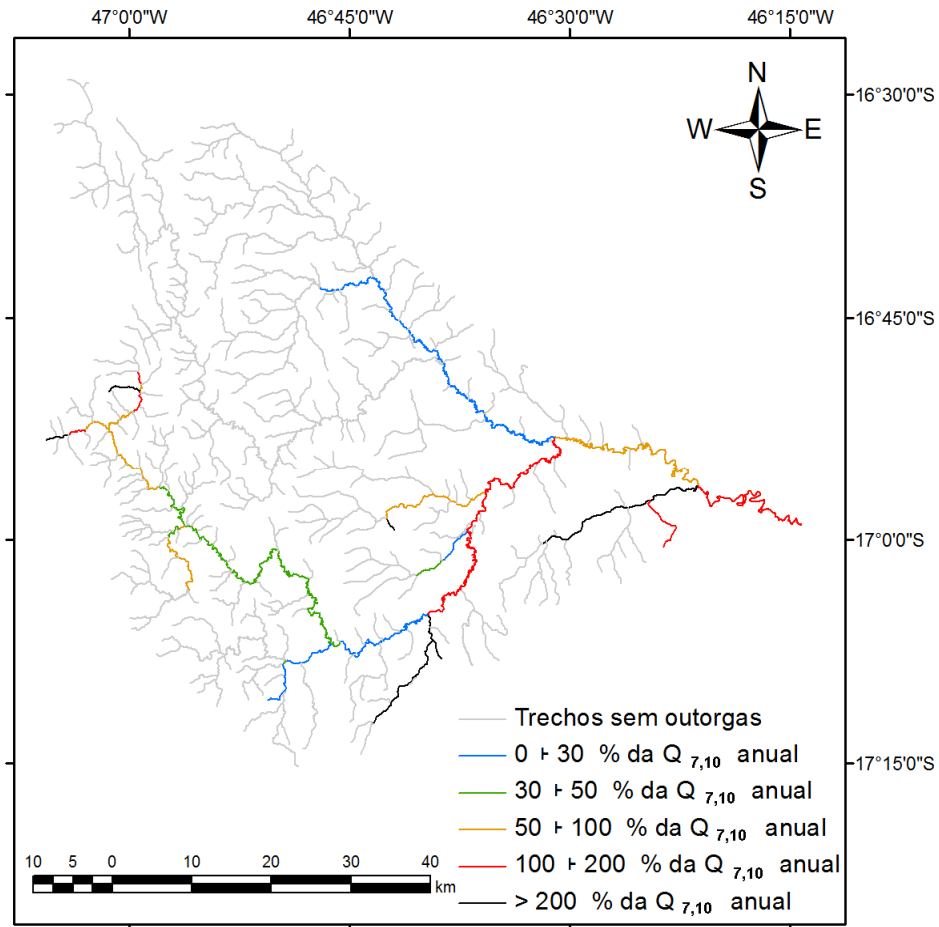 47°0'0"W 46°45'0"W 46°30'0"W 46°15'0"W
N
16°30'0"S
W E
S
16°45'0"S
17°0'0"S
Trechos sem outorgas
0 ⊦ 30 % da Q 7,10 anual
17°15'0"S
30 ⊦ 50 % da Q 7,10 anual
50 ⊦ 100 % da Q 7,10 anual
100 ⊦ 200 % da Q 7,10 anual
> 200 % da Q 7,10 anual
10 5 0 10 20 30 40
km